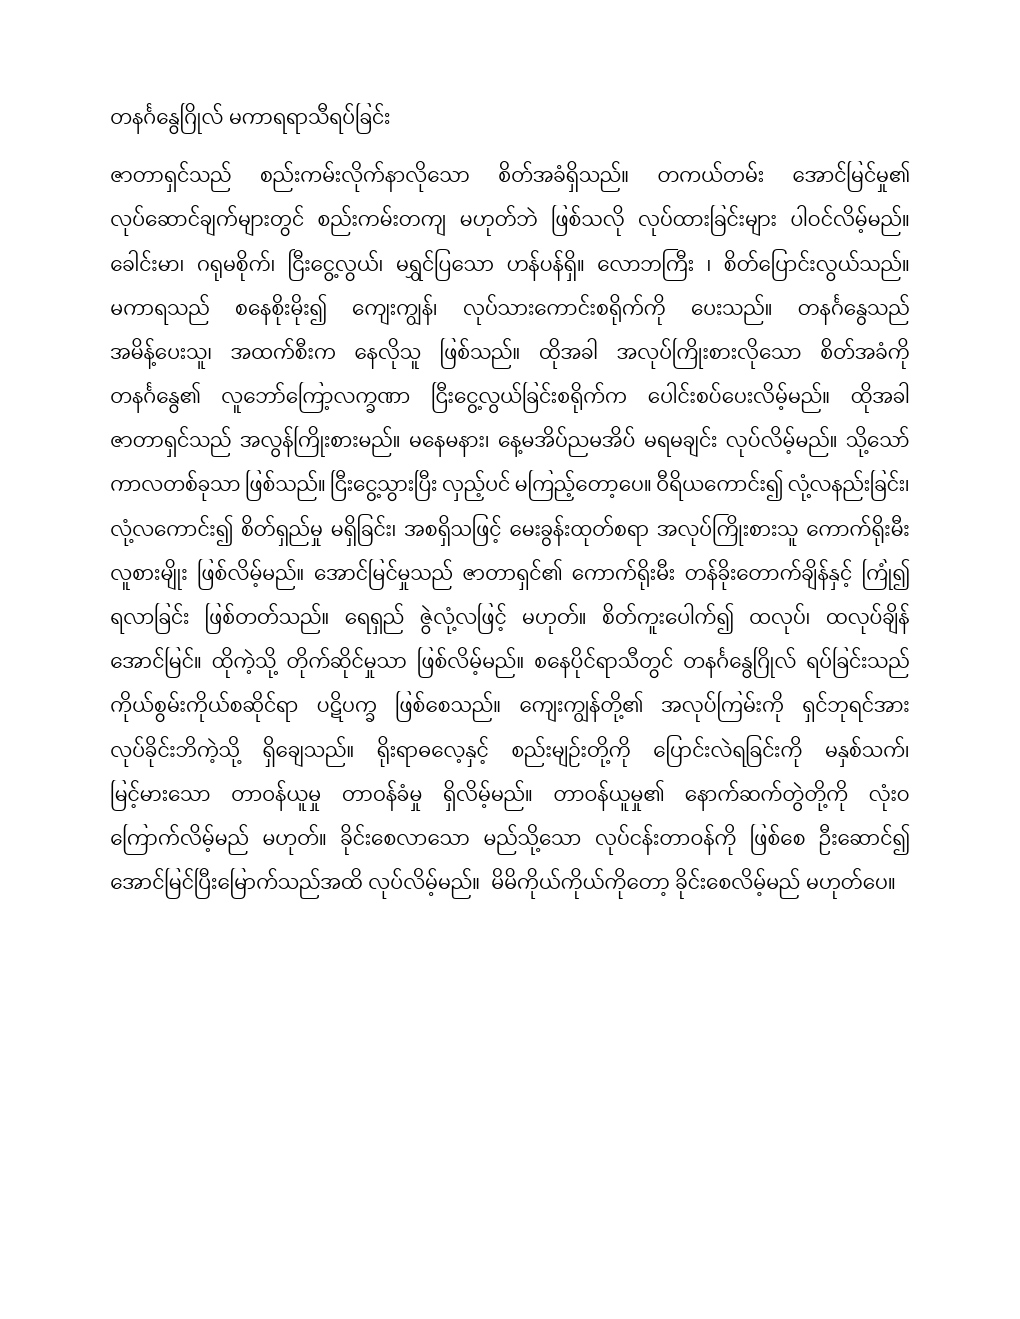 တနင်္ဂနွေဂြိုလ် မကာရရာသီရပ်ခြင်း
ဇာတာရှင်သည် စည်းကမ်းလိုက်နာလိုသော စိတ်အခံရှိသည်။ တကယ်တမ်း အောင်မြင်မှု၏
လုပ်ဆောင်ချက်များတွင် စည်းကမ်းတကျ မဟုတ်ဘဲ ဖြစ်သလို လုပ်ထားခြင်းများ ပါဝင်လိမ့်မည်။
ခေါင်းမာ၊ ဂရုမစိုက်၊ ငြီးငွေ့လွယ်၊ မရွှင်ပြသော ဟန်ပန်ရှိ။ လောဘကြီး ၊ စိတ်ပြောင်းလွယ်သည်။
မကာရသည် စနေစိုးမိုး၍ ကျေးကျွန်၊ လုပ်သားကောင်းစရိုက်ကို ပေးသည်။ တနင်္ဂနွေသည်
အမိန့်ပေးသူ၊ အထက်စီးက နေလိုသူ ဖြစ်သည်။ ထိုအခါ အလုပ်ကြိုးစားလိုသော စိတ်အခံကို
တနင်္ဂနွေ၏ လူဘော်ကြော့လက္ခဏာ ငြီးငွေ့လွယ်ခြင်းစရိုက်က ပေါင်းစပ်ပေးလိမ့်မည်။ ထိုအခါ
ဇာတာရှင်သည် အလွန်ကြိုးစားမည်။ မနေမနား၊ နေ့မအိပ်ညမအိပ် မရမချင်း လုပ်လိမ့်မည်။ သို့သော်
ကာလတစ်ခုသာ ဖြစ်သည်။ ငြီးငွေ့သွားပြီး လှည့်ပင် မကြည့်တော့ပေ။ ဝီရိယကောင်း၍ လုံ့လနည်းခြင်း၊
လုံ့လကောင်း၍ စိတ်ရှည်မှု မရှိခြင်း၊ အစရှိသဖြင့် မေးခွန်းထုတ်စရာ အလုပ်ကြိုးစားသူ ကောက်ရိုးမီး
လူစားမျိုး ဖြစ်လိမ့်မည်။ အောင်မြင်မှုသည် ဇာတာရှင်၏ ကောက်ရိုးမီး တန်ခိုးတောက်ချိန်နှင့် ကြုံ၍
ရလာခြင်း ဖြစ်တတ်သည်။ ရေရှည် ဇွဲလုံ့လဖြင့် မဟုတ်။ စိတ်ကူးပေါက်၍ ထလုပ်၊ ထလုပ်ချိန်
အောင်မြင်။ ထိုကဲ့သို့ တိုက်ဆိုင်မှုသာ ဖြစ်လိမ့်မည်။ စနေပိုင်ရာသီတွင် တနင်္ဂနွေဂြိုလ် ရပ်ခြင်းသည်
ကိုယ်စွမ်းကိုယ်စဆိုင်ရာ ပဋိပက္ခ ဖြစ်စေသည်။ ကျေးကျွန်တို့၏ အလုပ်ကြမ်းကို ရှင်ဘုရင်အား
လုပ်ခိုင်းဘိကဲ့သို့ ရှိချေသည်။ ရိုးရာဓလေ့နှင့် စည်းမျဉ်းတို့ကို ပြောင်းလဲရခြင်းကို မနှစ်သက်၊
မြင့်မားသော တာဝန်ယူမှု တာဝန်ခံမှု ရှိလိမ့်မည်။ တာဝန်ယူမှု၏ နောက်ဆက်တွဲတို့ကို လုံးဝ
ကြောက်လိမ့်မည် မဟုတ်။ ခိုင်းစေလာသော မည်သို့သော လုပ်ငန်းတာဝန်ကို ဖြစ်စေ ဦးဆောင်၍
အောင်မြင်ပြီးမြောက်သည်အထိ လုပ်လိမ့်မည်။ မိမိကိုယ်ကိုယ်ကိုတော့ ခိုင်းစေလိမ့်မည် မဟုတ်ပေ။